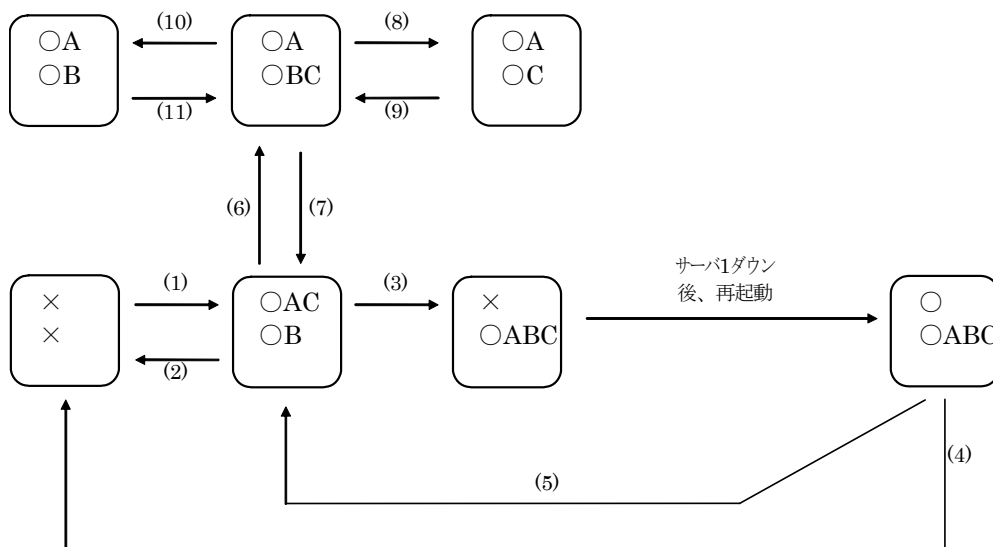 (10)
(8)
○A
○B
○A
○BC
○A
○C
(11)
(9)
(6)
(7)
(1)
(3)
サーバ1ダウン
後、再起動
×
×
○AC
○B
×
○ABC
○
○ABC
(2)
(4)
(5)